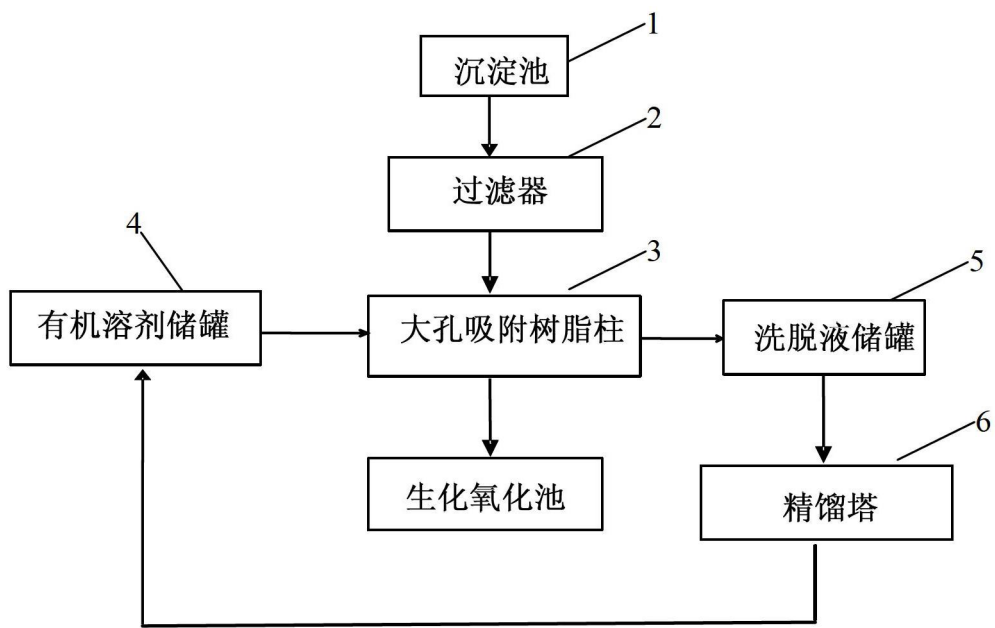 1
沉淀池
2
过滤器
4
3
5
有机溶剂储罐
大孔吸附树脂柱
洗脱液储罐
6
生化氧化池
精馏塔